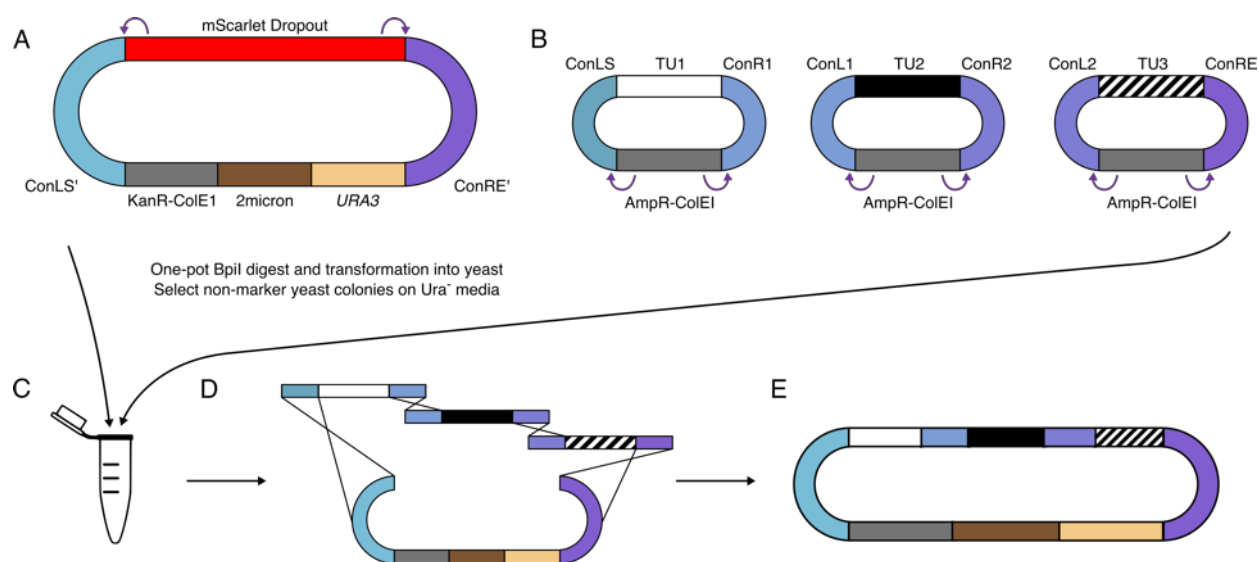 A
mScarlet Dropout
ConLS'
ConRE'
KanR-ColE1
2micron
URA3
B
ConLS
TU1
ConR1
ConL1
TU2
ConR2
ConL2
TU3
ConRE
AmpR-ColEI
AmpR-ColEI
AmpR-ColEI
One-pot BpiI digest and transformation into yeast
Select non-marker yeast colonies on Ura⁻ media
C
D
E